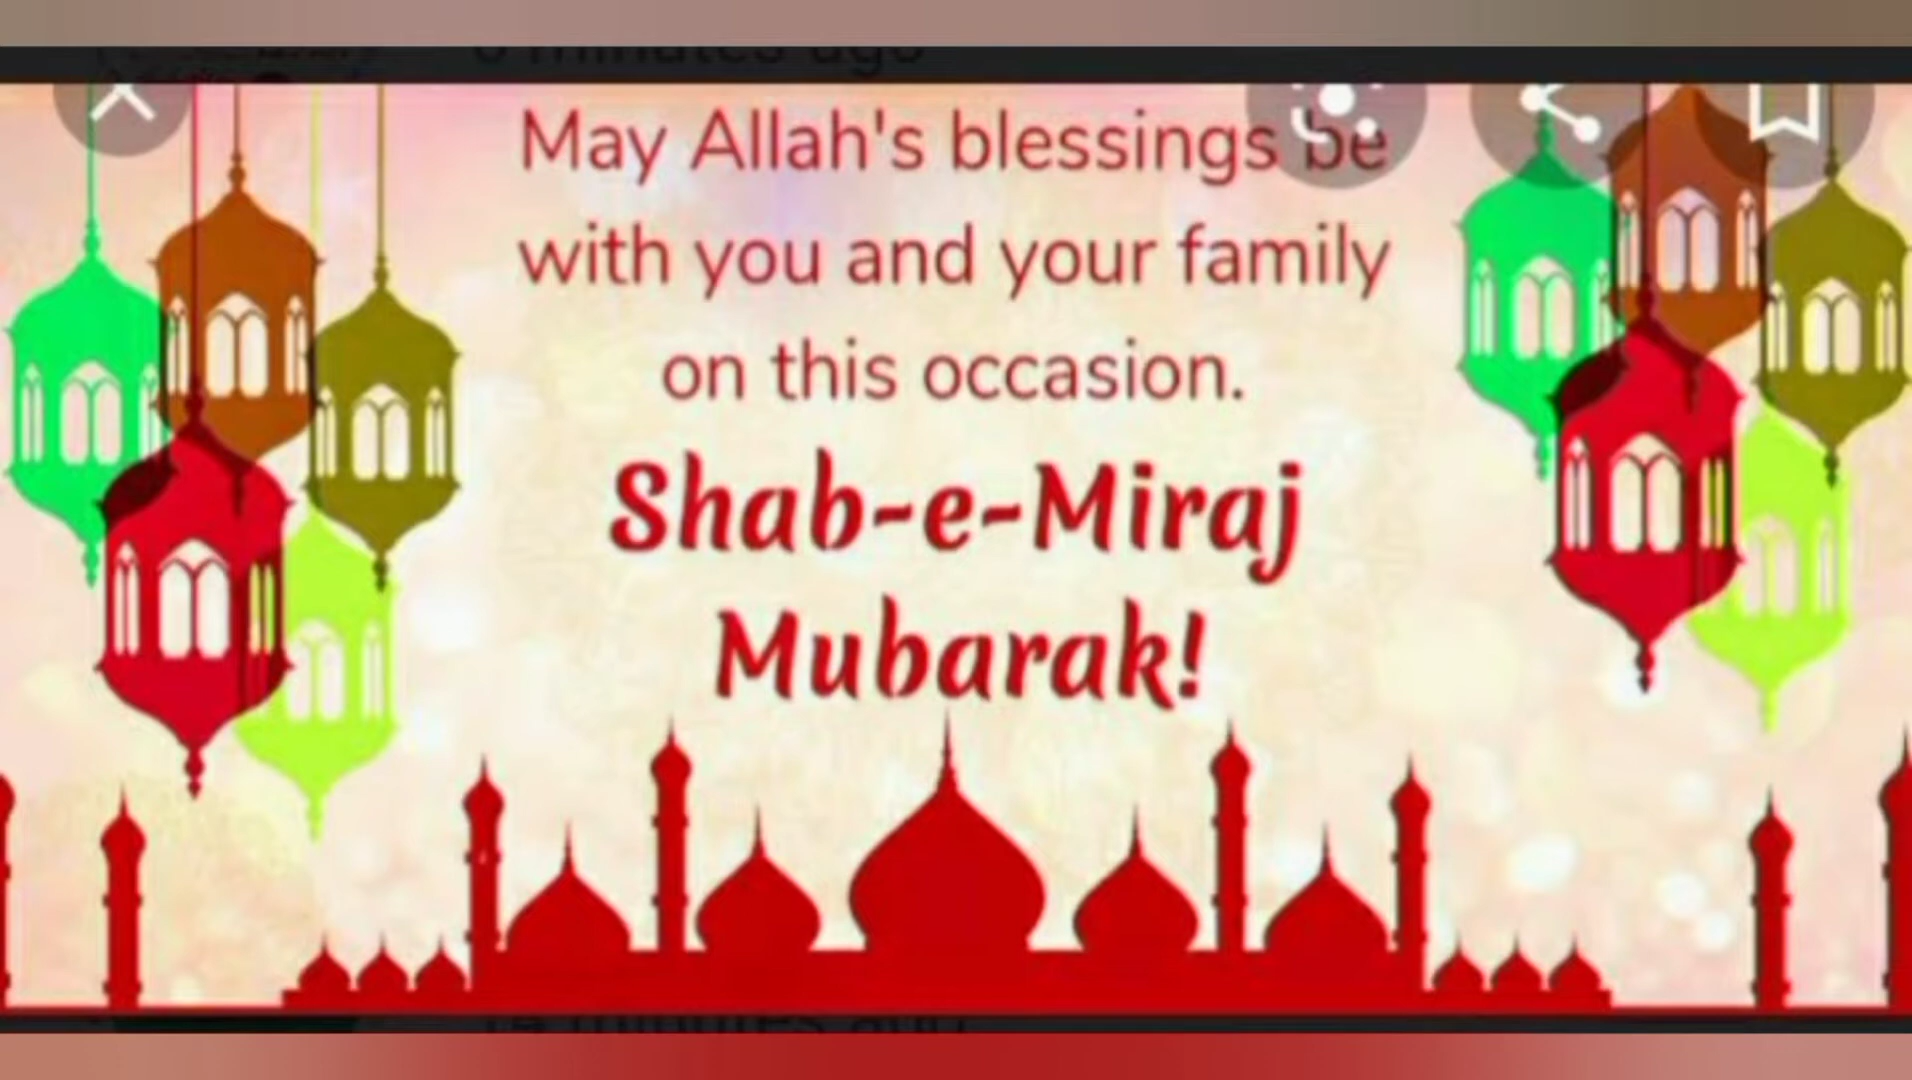 May Allah's blessings be
with you and your family
on this occasion.
Shab-e-Miraj
Mubarak!